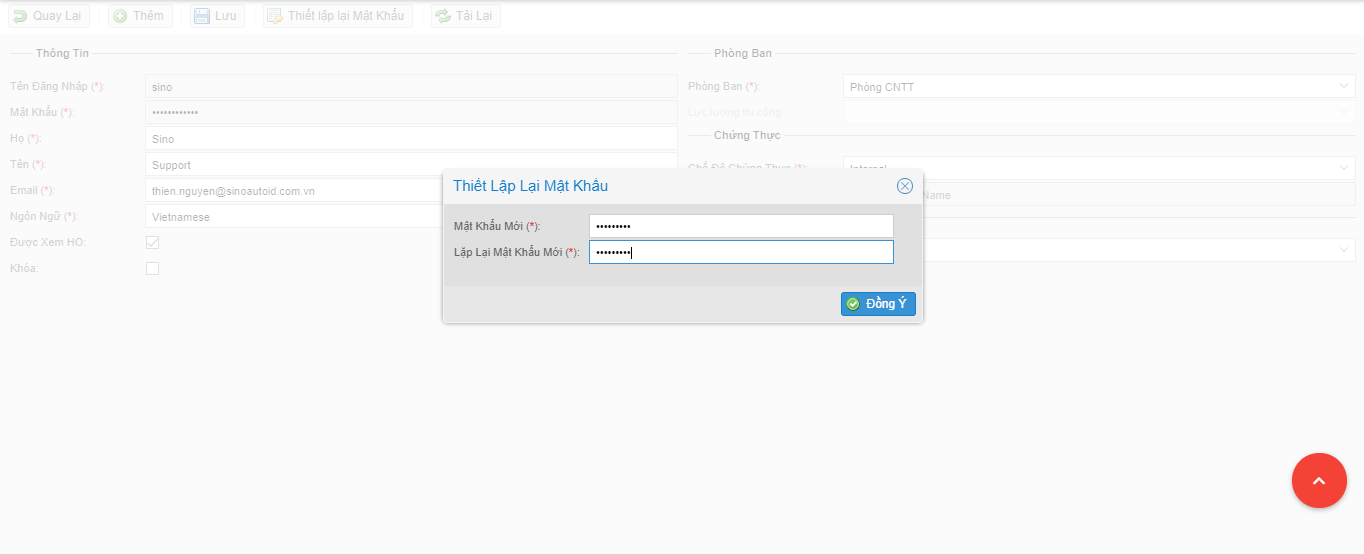 Quay Lại Thêm Lưu Thiết lập lại Mật Khẩu Tải Lại
Thông Tin
Tên Đăng Nhập (*): sino
Mật Khẩu (*): ••••••••••••
Họ (*): Sino
Tên (*): Support
Email (*): thien.nguyen@sinoautoid.com.vn
Ngôn Ngữ (*): Vietnamese
Được Xem HO:
Khóa:
Phòng Ban
Phòng Ban (*): Phòng CNTT
Lực lượng thi công:
Chứng Thực
Chế Độ Chứng Thực (*): Internal
Name
Thiết Lập Lại Mật Khẩu
Mật Khẩu Mới (*): •••••••••
Lặp Lại Mật Khẩu Mới (*): •••••••••
Đồng Ý